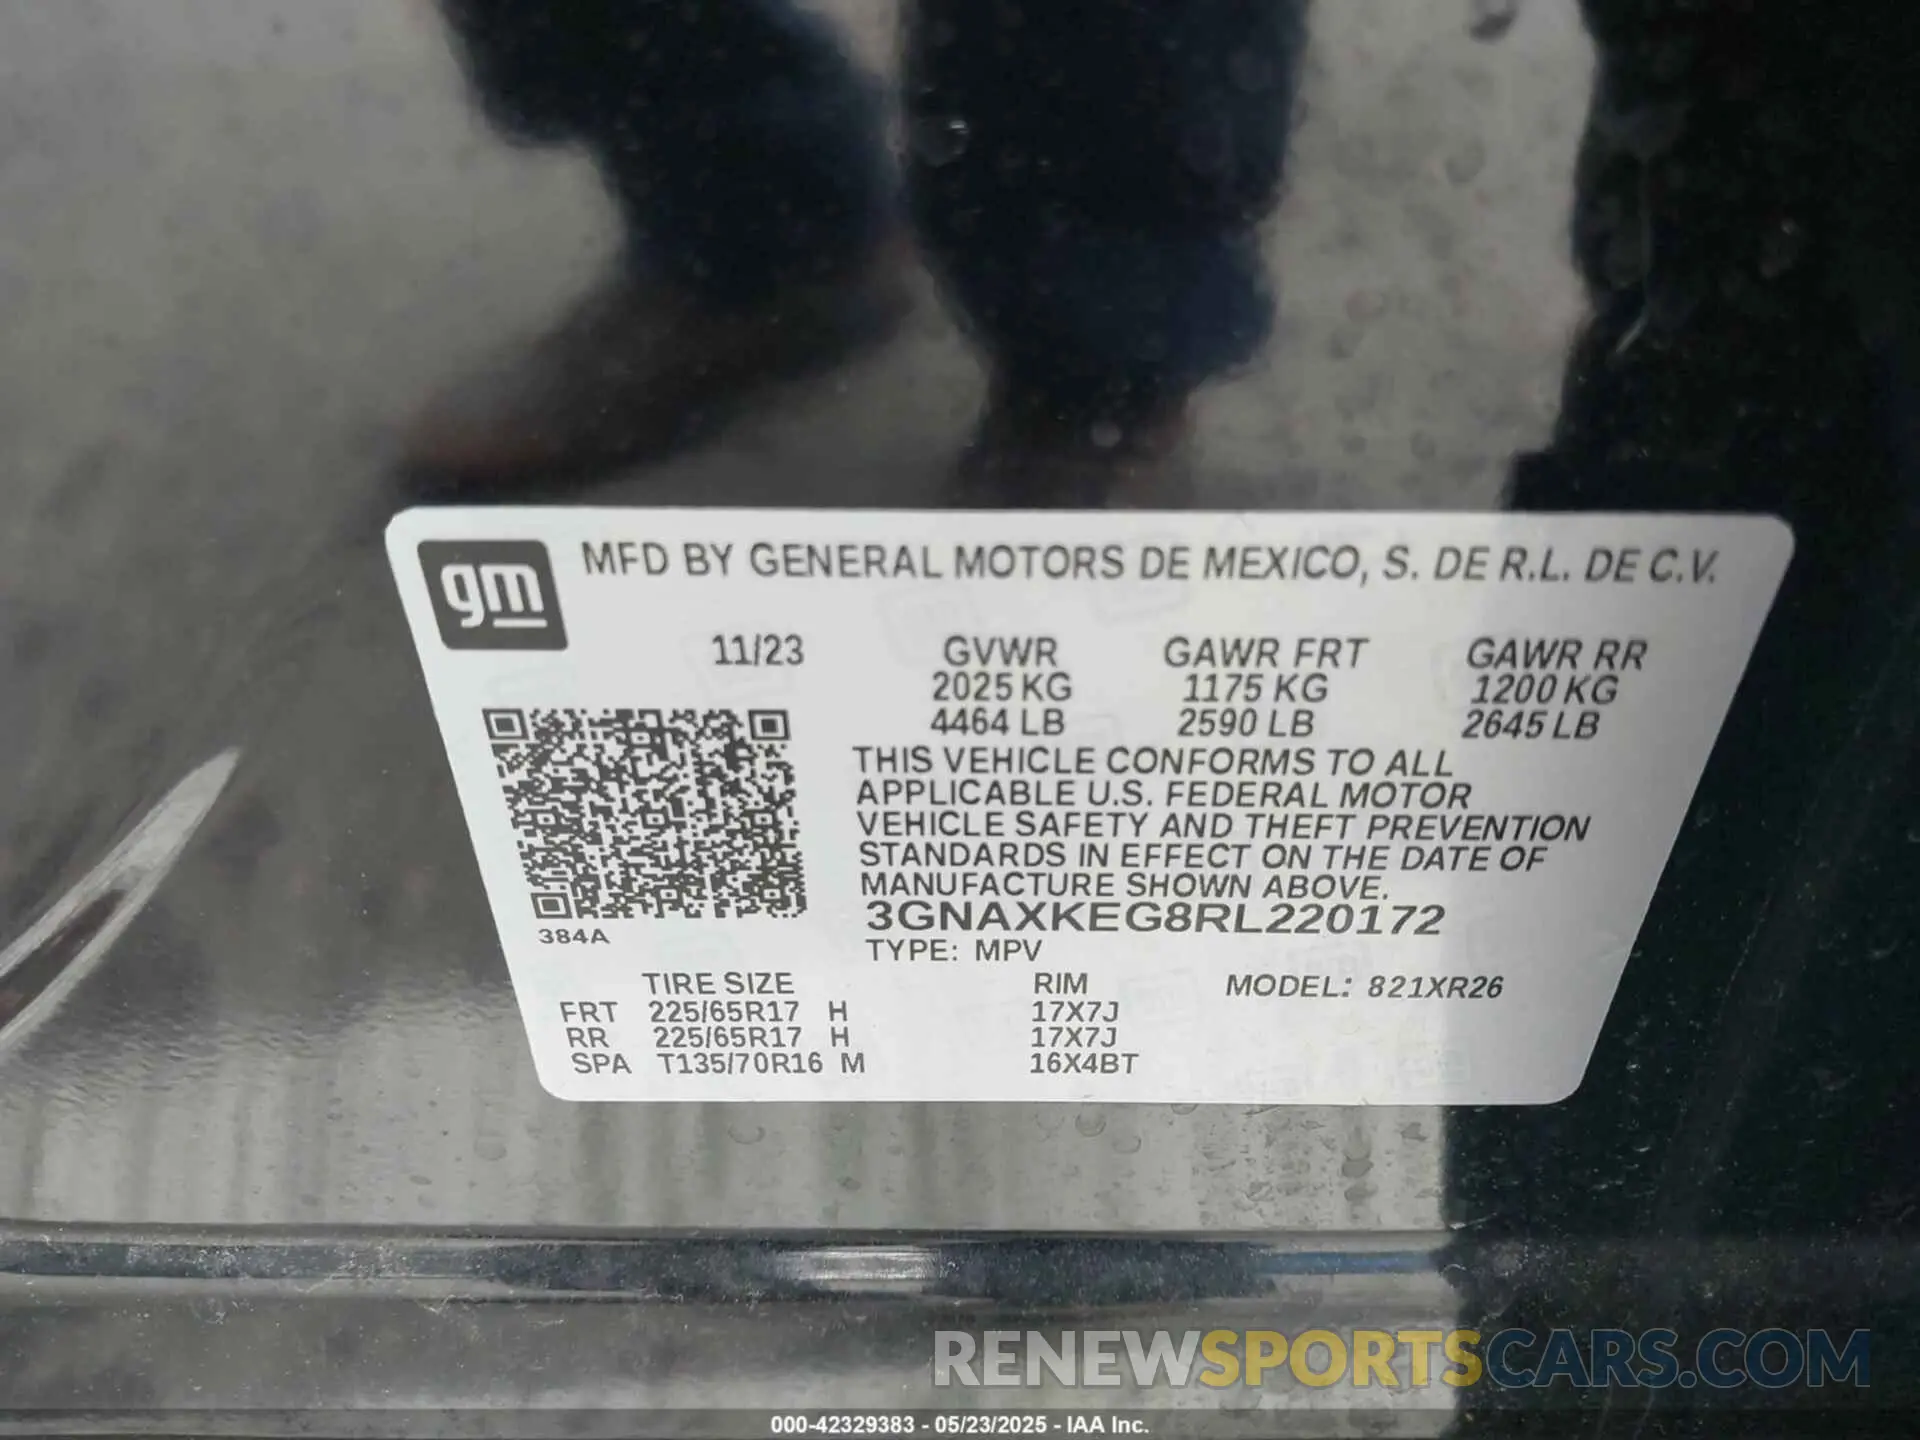 gm
MFD BY GENERAL MOTORS DE MEXICO, S. DE R.L. DE C.V.
11/23 GVWR GAWR FRT GAWR RR
2025 KG 1175 KG 1200 KG
4464 LB 2590 LB 2645 LB
THIS VEHICLE CONFORMS TO ALL
APPLICABLE U.S. FEDERAL MOTOR
VEHICLE SAFETY AND THEFT PREVENTION
STANDARDS IN EFFECT ON THE DATE OF
MANUFACTURE SHOWN ABOVE.
3GNAXKEG8RL220172
384A
TYPE: MPV
TIRE SIZE RIM MODEL: 821XR26
FRT 225/65R17 H 17X7J
RR 225/65R17 H 17X7J
SPA T135/70R16 M 16X4BT
RENEWSPORTSCARS.COM
000-42329383 - 05/23/2025 - IAA Inc.